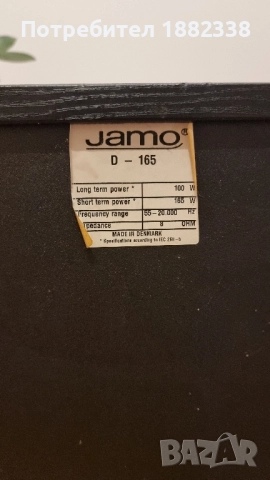 Потребител 1882338
Jamo®
D - 165
Long term power * 100 W
Short term power * 165 W
Frequency range 55-20.000 Hz
mpedance 8 OHM
MADE IN DENMARK
* Specifications according to IEC 268-5
BAZAR